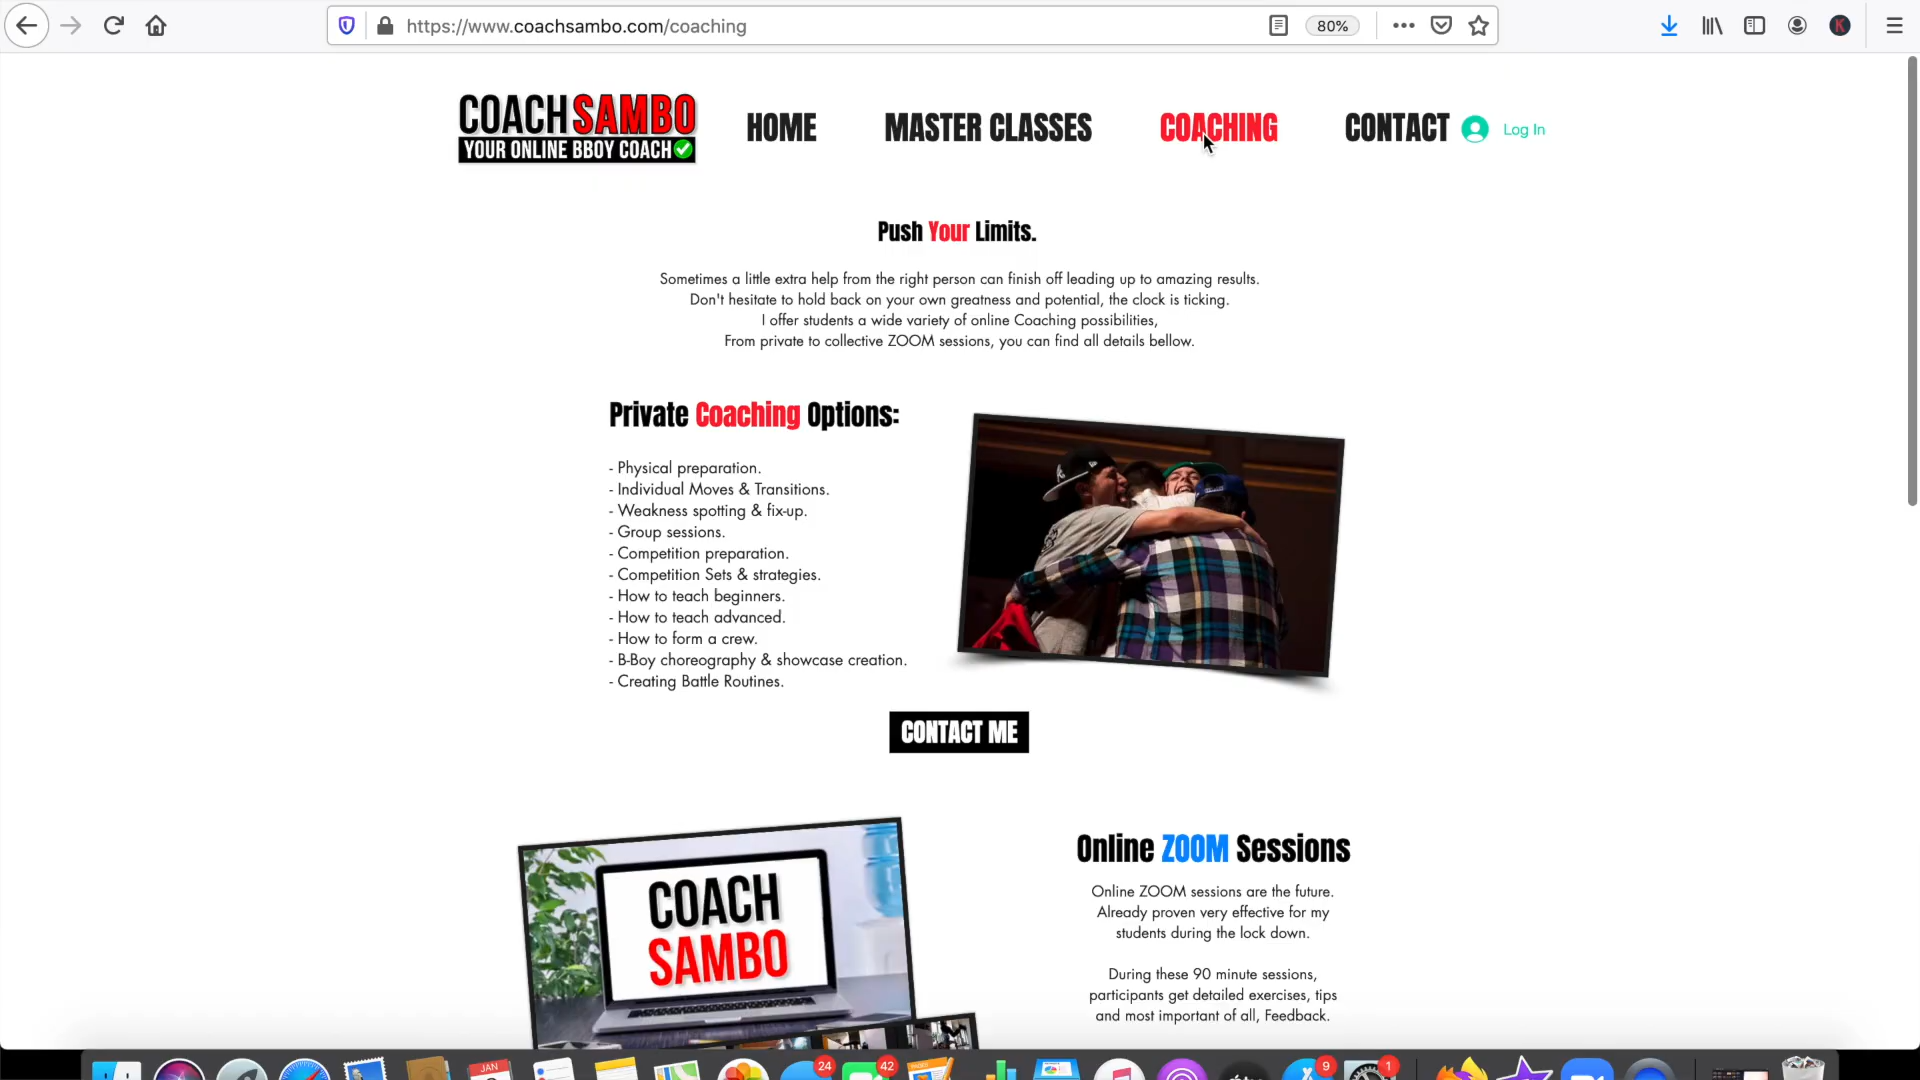 https://www.coachsambo.com/coaching
80%
K
COACH SAMBO
YOUR ONLINE BBOY COACH
HOME
MASTER CLASSES
COACHING
CONTACT
Log In
Push Your Limits.
Sometimes a little extra help from the right person can finish off leading up to amazing results.
Don't hesitate to hold back on your own greatness and potential, the clock is ticking.
I offer students a wide variety of online Coaching possibilities,
From private to collective ZOOM sessions, you can find all details bellow.
Private Coaching Options:
- Physical preparation.
- Individual Moves & Transitions.
- Weakness spotting & fix-up.
- Group sessions.
- Competition preparation.
- Competition Sets & strategies.
- How to teach beginners.
- How to teach advanced.
- How to form a crew.
- B-Boy choreography & showcase creation.
- Creating Battle Routines.
CONTACT ME
COACH
SAMBO
Online ZOOM Sessions
Online ZOOM sessions are the future.
Already proven very effective for my
students during the lock down.
During these 90 minute sessions,
participants get detailed exercises, tips
and most important of all, Feedback.
JAN
24
42
9
1